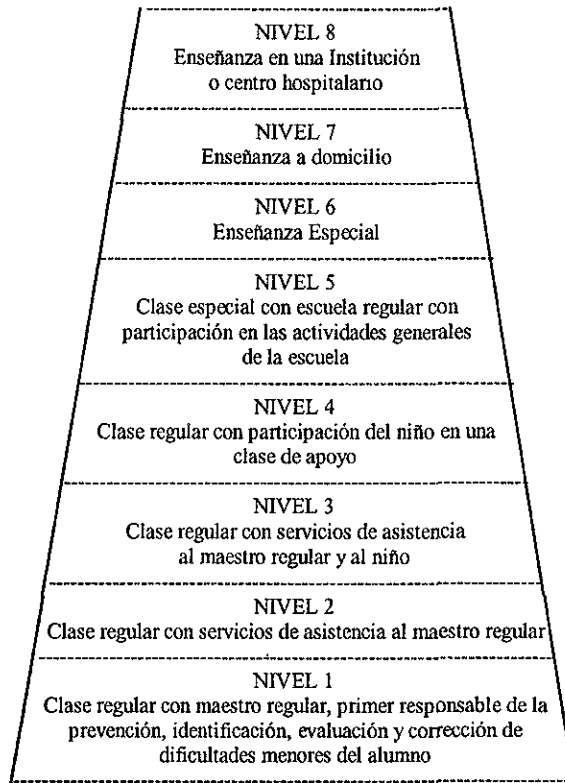 NIVEL 8
Enseñanza en una Institución
o centro hospitalario
NIVEL 7
Enseñanza a domicilio
NIVEL 6
Enseñanza Especial
NIVEL 5
Clase especial con escuela regular con
participación en las actividades generales
de la escuela
NIVEL 4
Clase regular con participación del niño en una
clase de apoyo
NIVEL 3
Clase regular con servicios de asistencia
al maestro regular y al niño
NIVEL 2
Clase regular con servicios de asistencia al maestro regular
NIVEL 1
Clase regular con maestro regular, primer responsable de la
prevención, identificación, evaluación y corrección de
dificultades menores del alumno